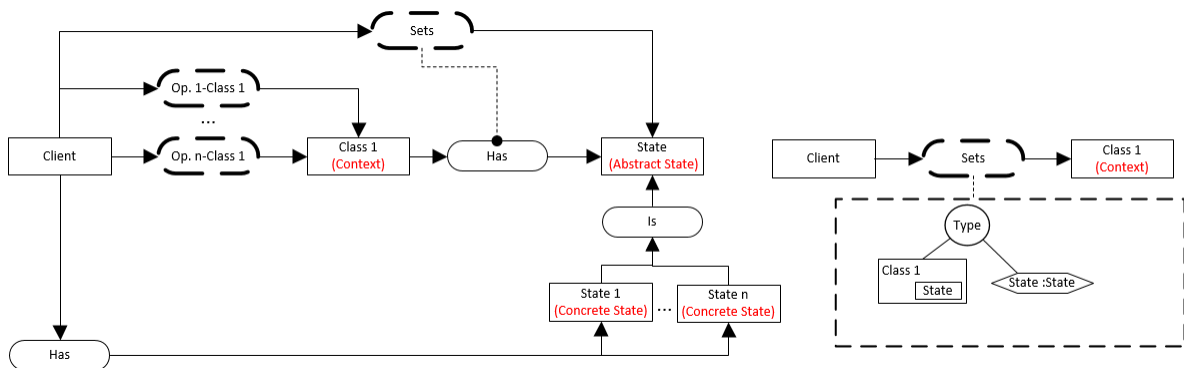 Sets
Op. 1-Class 1
...
Client
Op. n-Class 1
Class 1
(Context)
Has
State
(Abstract State)
Is
State 1
(Concrete State)
...
State n
(Concrete State)
Has
Client
Sets
Class 1
(Context)
Type
Class 1
State
State :State